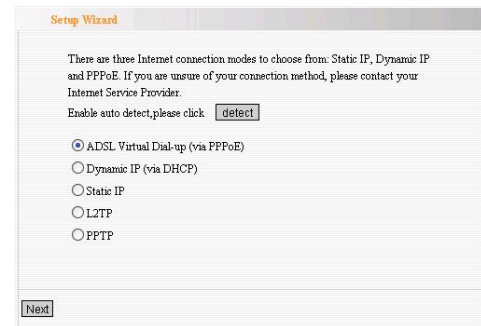 Setup Wizard
There are three Internet connection modes to choose from: Static IP, Dynamic IP
and PPPoE. If you are unsure of your connection method, please contact your
Internet Service Provider.
Enable auto detect,please click detect
ADSL Virtual Dial-up (via PPPoE)
Dynamic IP (via DHCP)
Static IP
L2TP
PPTP
Next